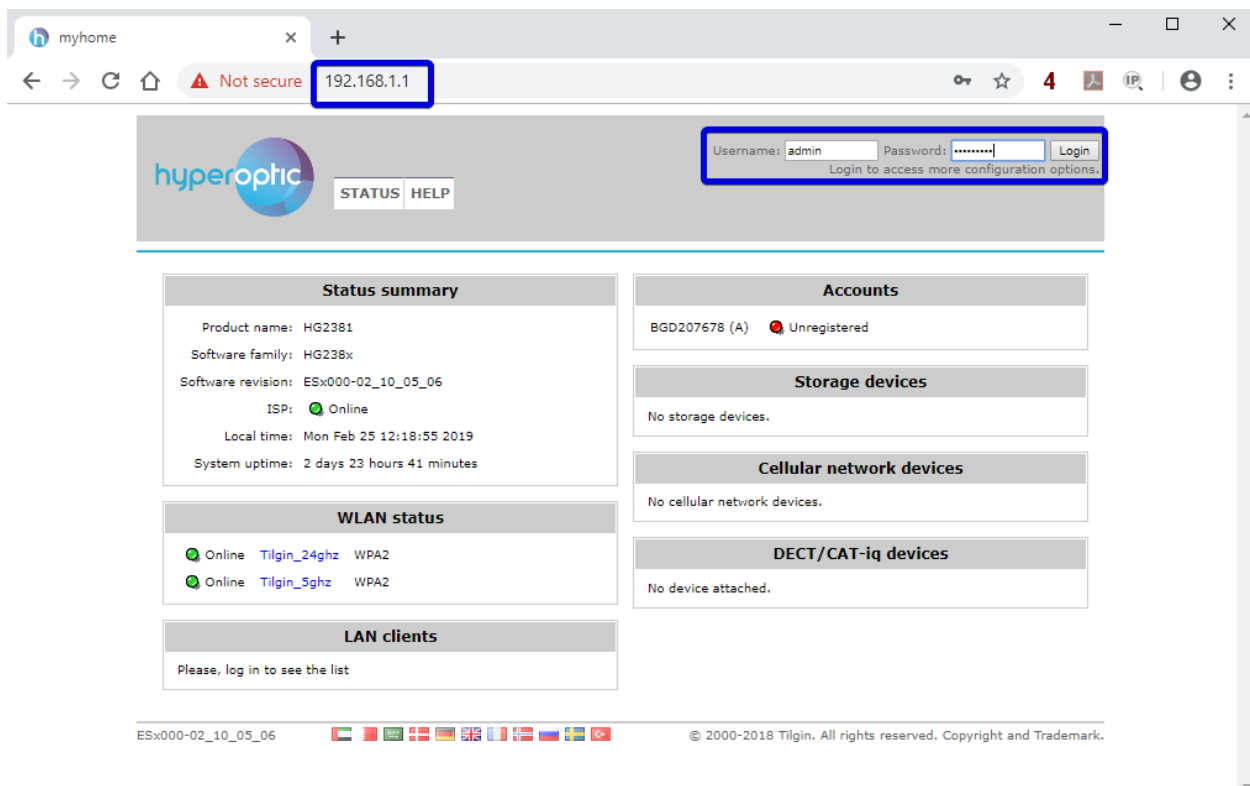 myhome
Not secure 192.168.1.1 4 IP
Username: admin Password: ········· Login
Login to access more configuration options.
hyperoptic
STATUS HELP
Status summary
Product name: HG2381
Software family: HG238x
Software revision: ESx000-02_10_05_06
ISP: Online
Local time: Mon Feb 25 12:18:55 2019
System uptime: 2 days 23 hours 41 minutes
WLAN status
Online Tilgin_24ghz WPA2
Online Tilgin_5ghz WPA2
LAN clients
Please, log in to see the list
Accounts
BGD207678 (A) Unregistered
Storage devices
No storage devices.
Cellular network devices
No cellular network devices.
DECT/CAT-iq devices
No device attached.
ESx000-02_10_05_06 © 2000-2018 Tilgin. All rights reserved. Copyright and Trademark.